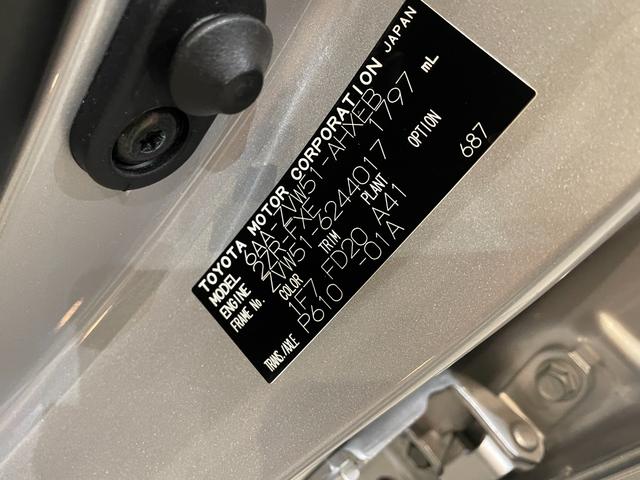 TOYOTA MOTOR CORPORATION JAPAN
MODEL 6AA-ZVW51-AHXEB
ENGINE 2ZR-FXE 1797 mL
FRAME No. ZVW51-6244017
COLOR TRIM PLANT OPTION
1F7 FD20 A41 687
TRANS./AXLE P610 -01A